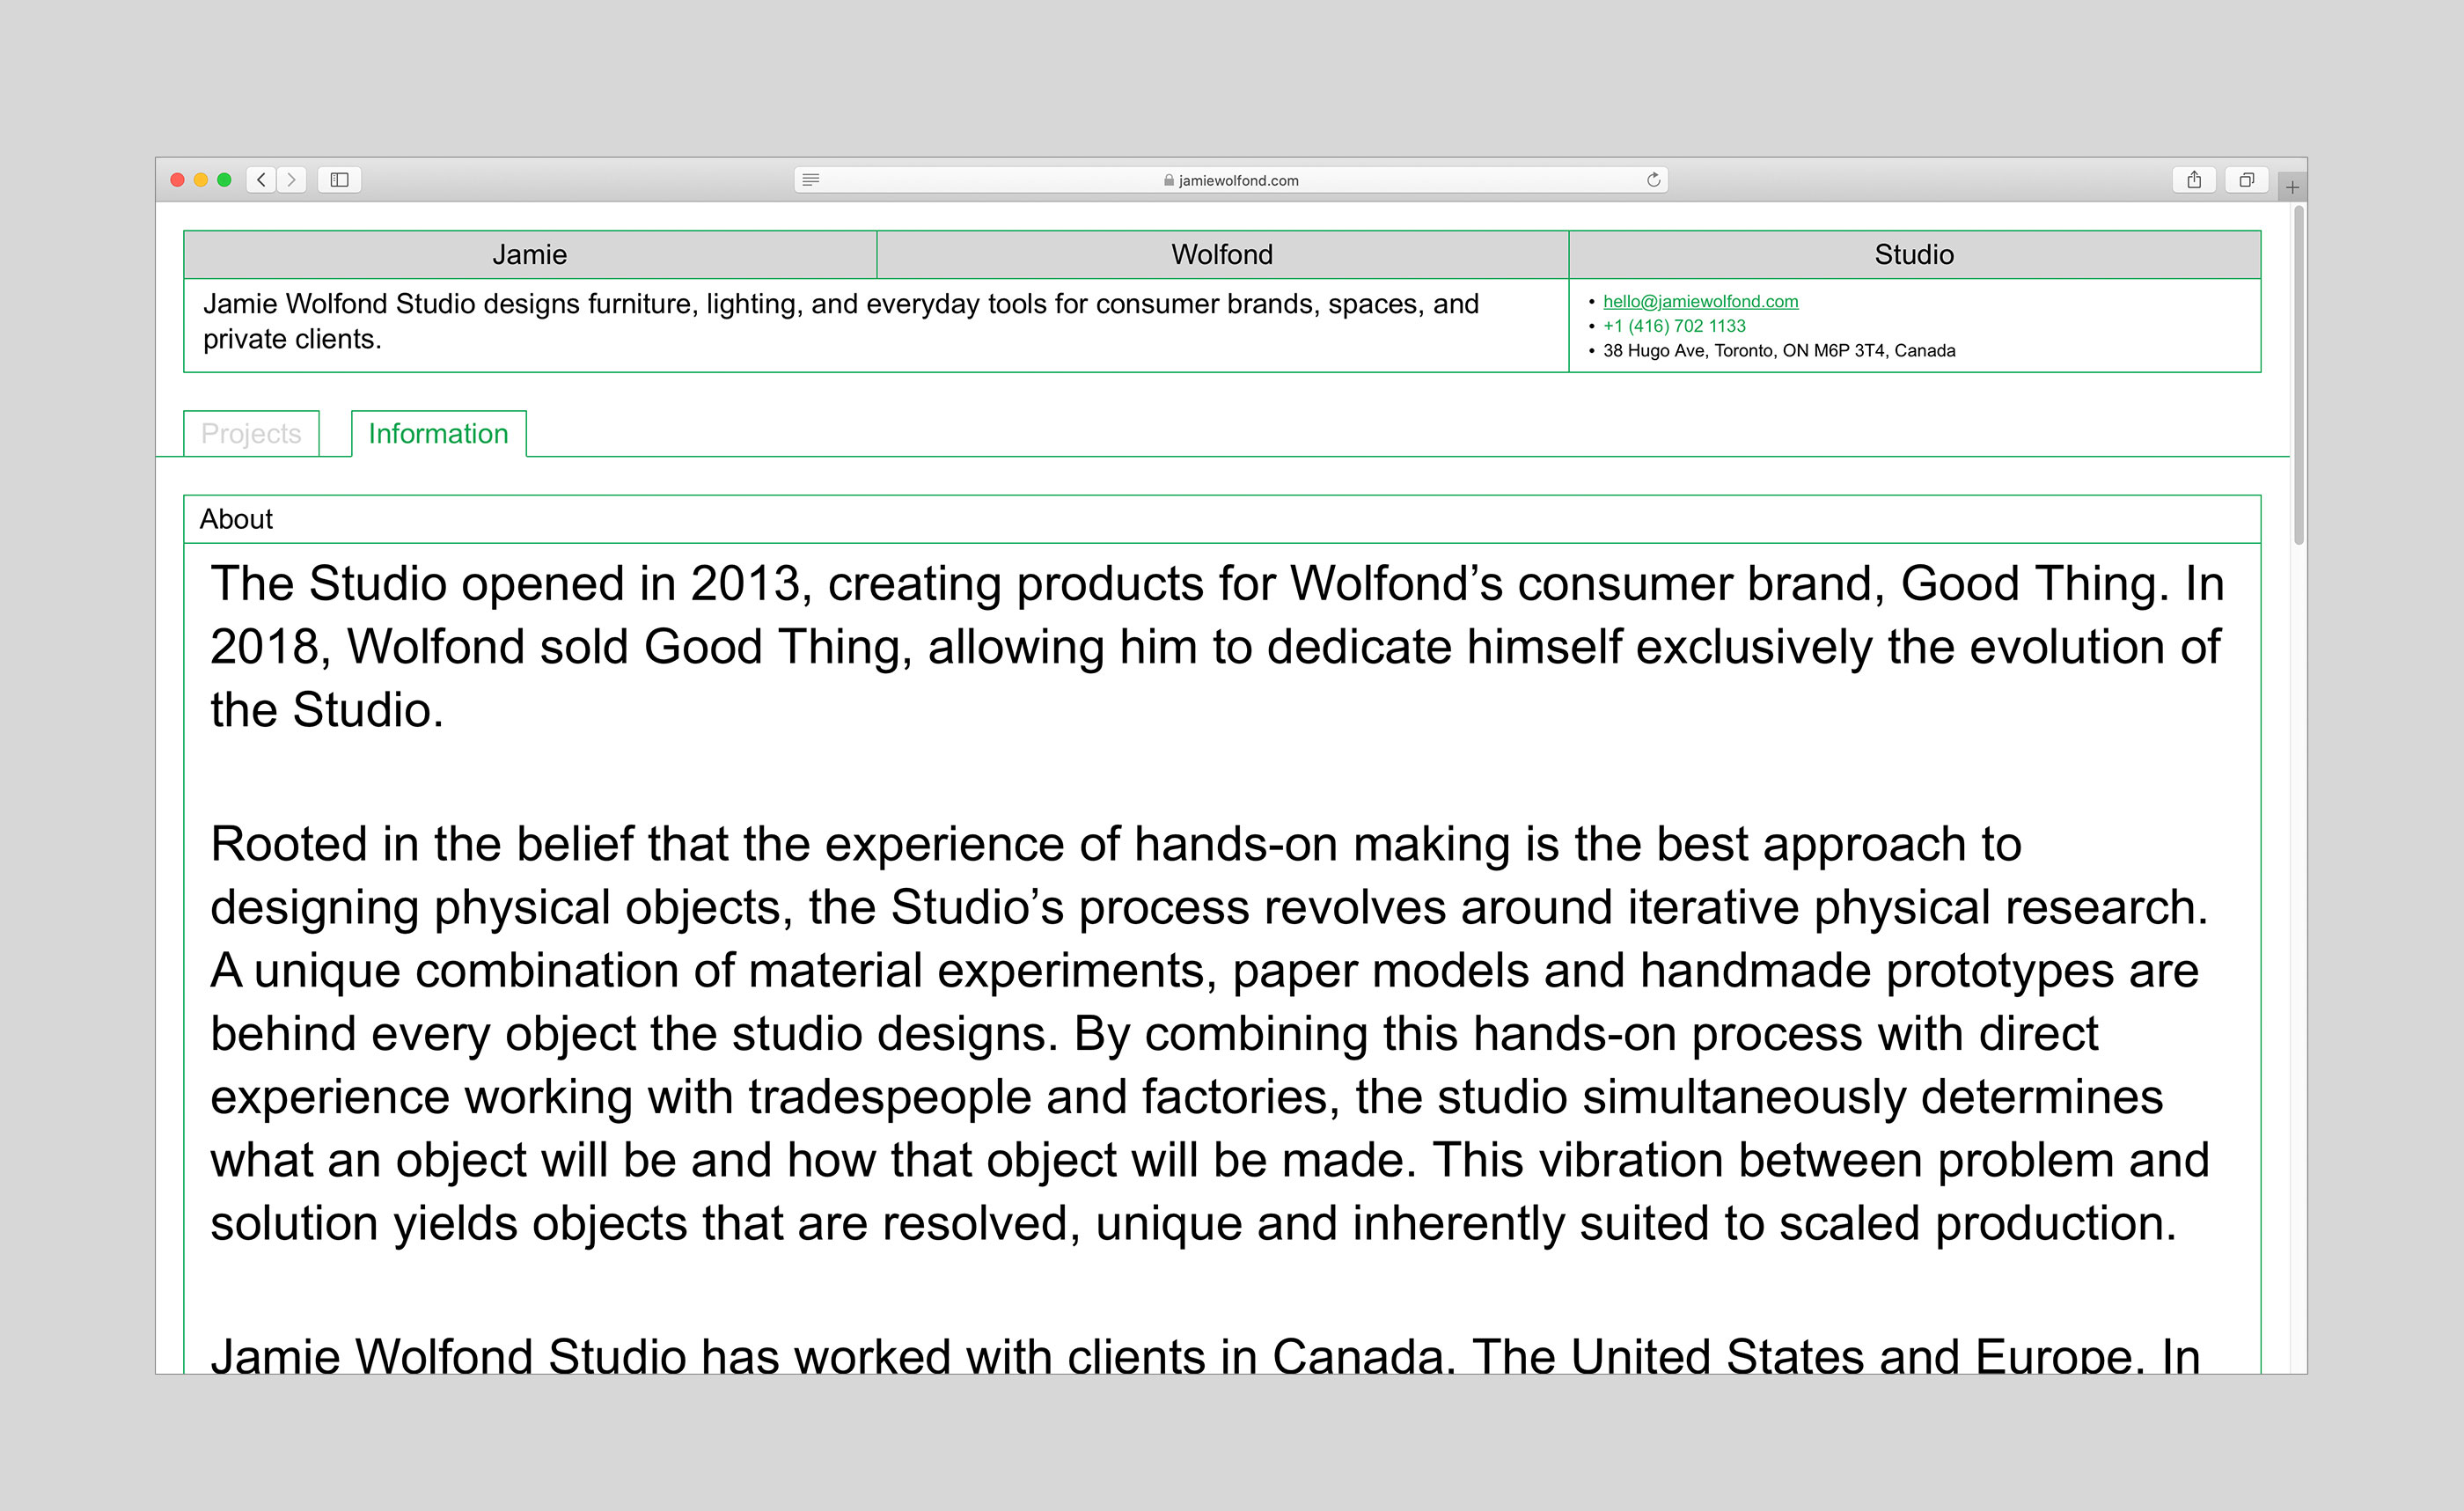 jamiewolfond.com
Jamie Wolfond Studio
Jamie Wolfond Studio designs furniture, lighting, and everyday tools for consumer brands, spaces, and
private clients.
• hello@jamiewolfond.com
• +1 (416) 702 1133
• 38 Hugo Ave, Toronto, ON M6P 3T4, Canada
Projects Information
About
The Studio opened in 2013, creating products for Wolfond’s consumer brand, Good Thing. In
2018, Wolfond sold Good Thing, allowing him to dedicate himself exclusively the evolution of
the Studio.
Rooted in the belief that the experience of hands-on making is the best approach to
designing physical objects, the Studio’s process revolves around iterative physical research.
A unique combination of material experiments, paper models and handmade prototypes are
behind every object the studio designs. By combining this hands-on process with direct
experience working with tradespeople and factories, the studio simultaneously determines
what an object will be and how that object will be made. This vibration between problem and
solution yields objects that are resolved, unique and inherently suited to scaled production.
Jamie Wolfond Studio has worked with clients in Canada. The United States and Europe. In